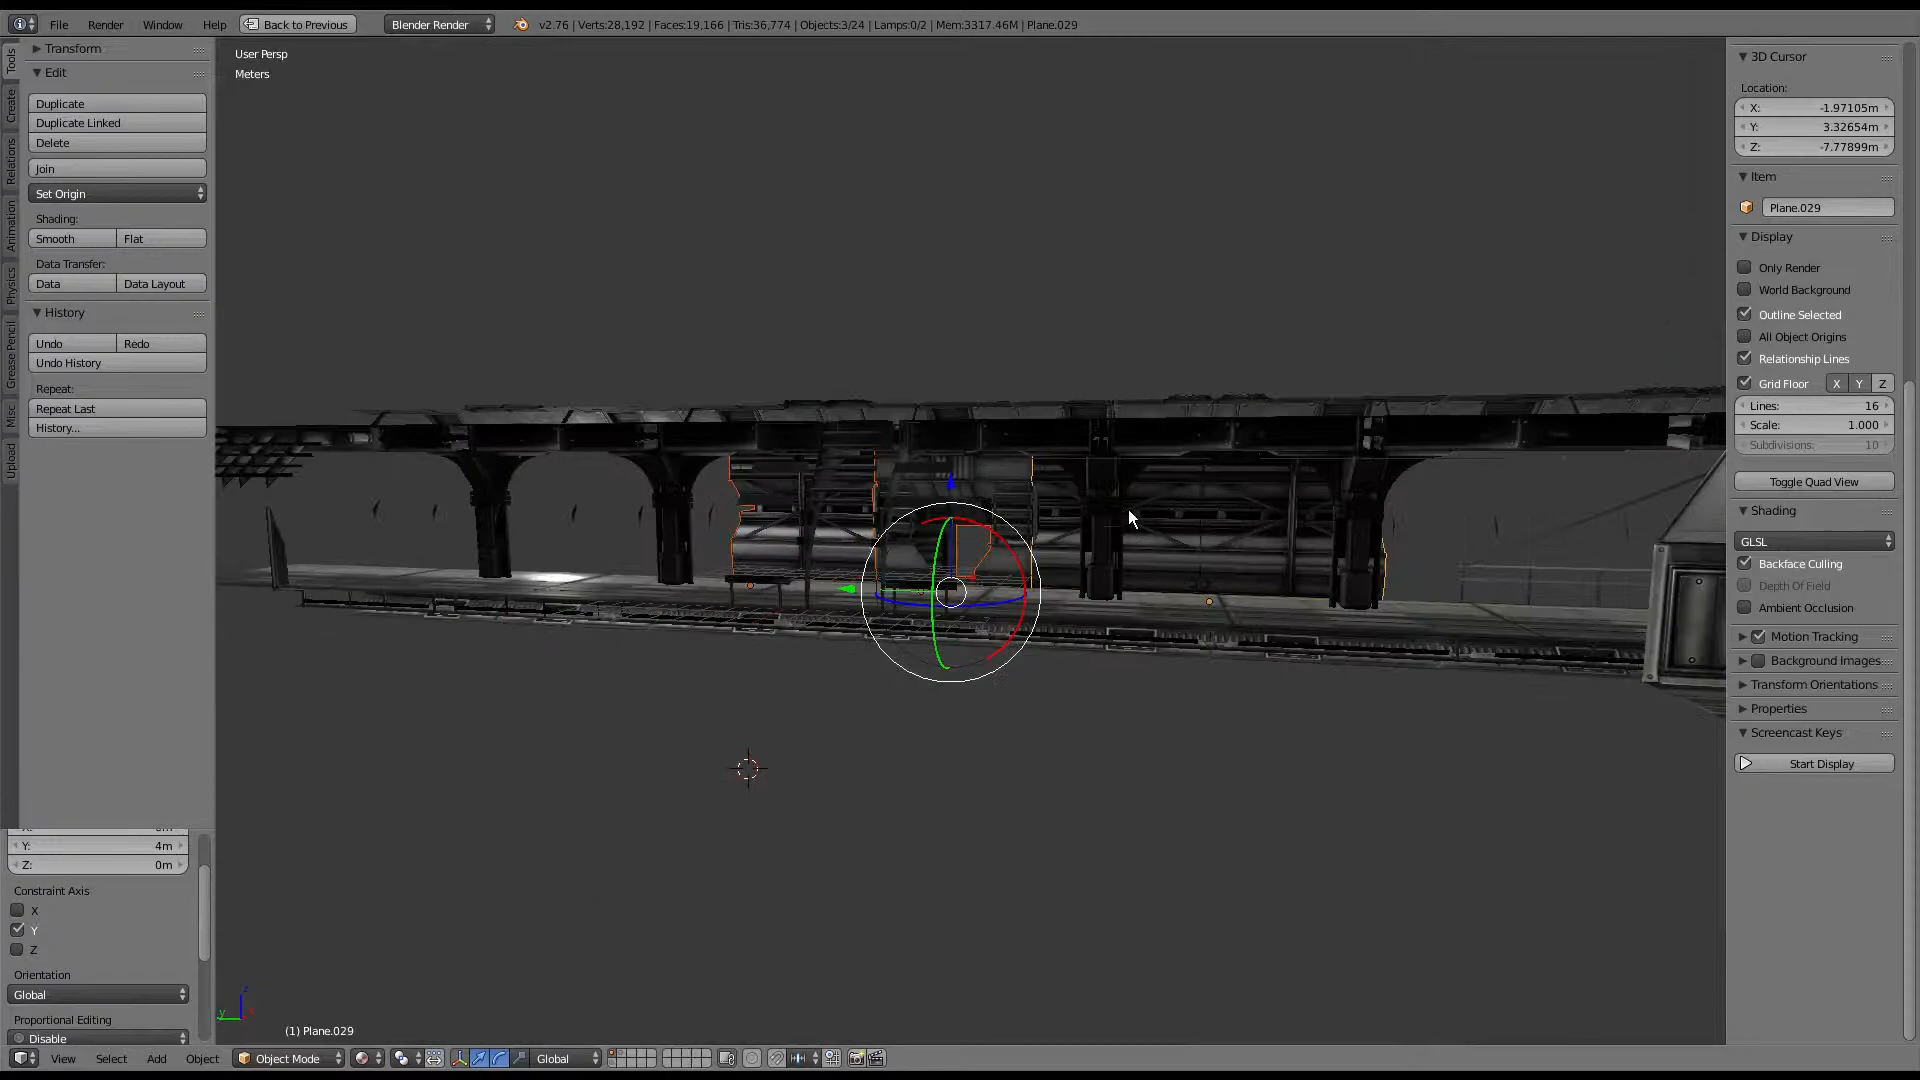 File Render Window Help Back to Previous Blender Render v2.76 | Verts:28,192 | Faces:19,166 | Tris:36,774 | Objects:3/24 | Lamps:0/2 | Mem:3317.46M | Plane.029
Tools
Create
Relations
Animation
Physics
Grease Pencil
Misc
Upload
Transform
Edit
Duplicate
Duplicate Linked
Delete
Join
Set Origin
Shading:
Smooth Flat
Data Transfer:
Data Data Layout
History
Undo Redo
Undo History
Repeat:
Repeat Last
History...
Y: 4m
Z: 0m
Constraint Axis
X
Y
Z
Orientation
Global
Proportional Editing
Disable
User Persp
Meters
z
y
(1) Plane.029
3D Cursor
Location:
X: -1.97105m
Y: 3.32654m
Z: -7.77899m
Item
Plane.029
Display
Only Render
World Background
Outline Selected
All Object Origins
Relationship Lines
Grid Floor X Y Z
Lines: 16
Scale: 1.000
Subdivisions: 10
Toggle Quad View
Shading
GLSL
Backface Culling
Depth Of Field
Ambient Occlusion
Motion Tracking
Background Images
Transform Orientations
Properties
Screencast Keys
Start Display
View Select Add Object Object Mode Global